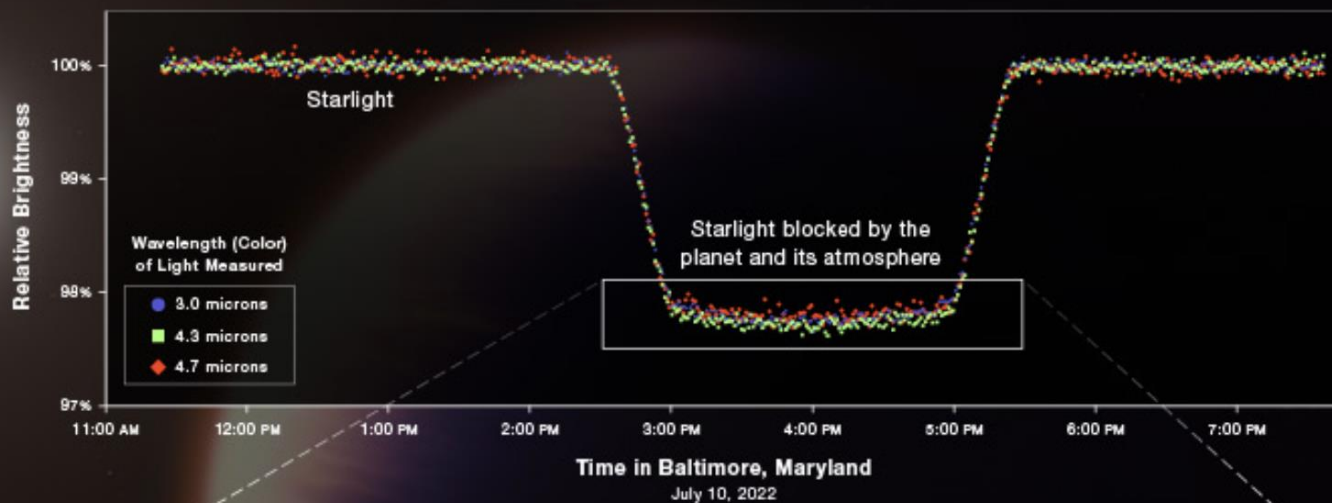 100%
99%
98%
97%
Relative Brightness
Starlight
Wavelength (Color)
of Light Measured
3.0 microns
4.3 microns
4.7 microns
Starlight blocked by the
planet and its atmosphere
11:00 AM
12:00 PM
1:00 PM
2:00 PM
3:00 PM
4:00 PM
5:00 PM
6:00 PM
7:00 PM
Time in Baltimore, Maryland
July 10, 2022